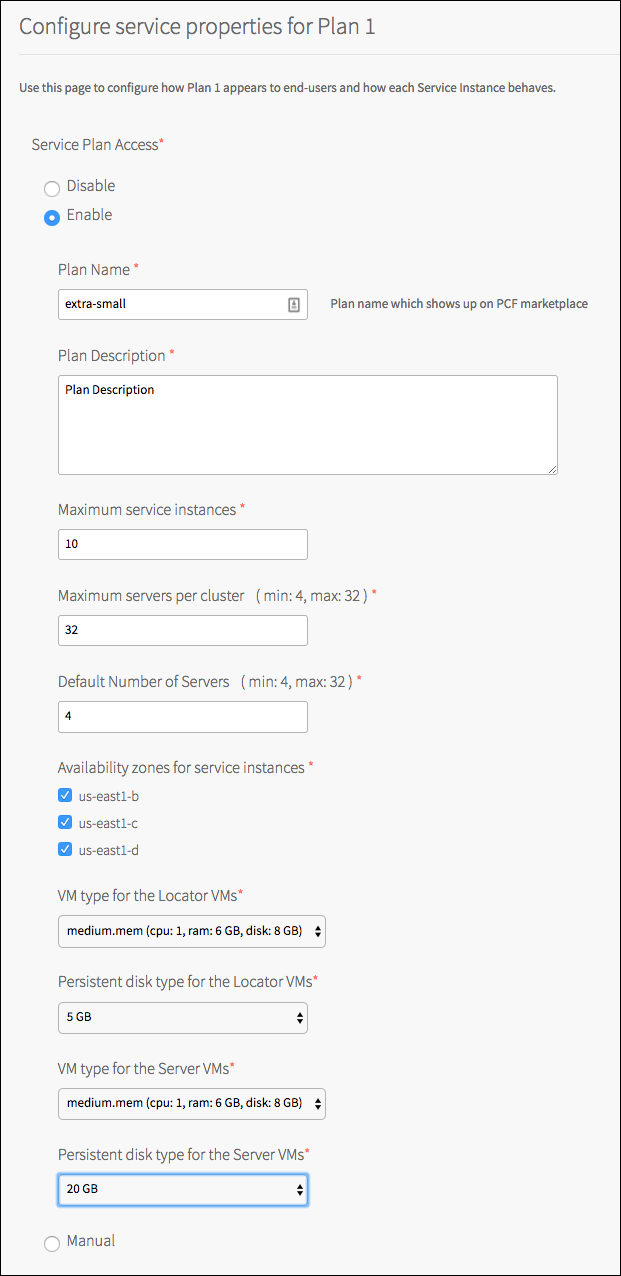 Configure service properties for Plan 1
Use this page to configure how Plan 1 appears to end-users and how each Service Instance behaves.
Service Plan Access*
Disable
Enable
Plan Name *
extra-small
Plan name which shows up on PCF marketplace
Plan Description *
Plan Description
Maximum service instances *
10
Maximum servers per cluster ( min: 4, max: 32 ) *
32
Default Number of Servers ( min: 4, max: 32 ) *
4
Availability zones for service instances *
us-east1-b
us-east1-c
us-east1-d
VM type for the Locator VMs*
medium.mem (cpu: 1, ram: 6 GB, disk: 8 GB)
Persistent disk type for the Locator VMs*
5 GB
VM type for the Server VMs*
medium.mem (cpu: 1, ram: 6 GB, disk: 8 GB)
Persistent disk type for the Server VMs*
20 GB
Manual